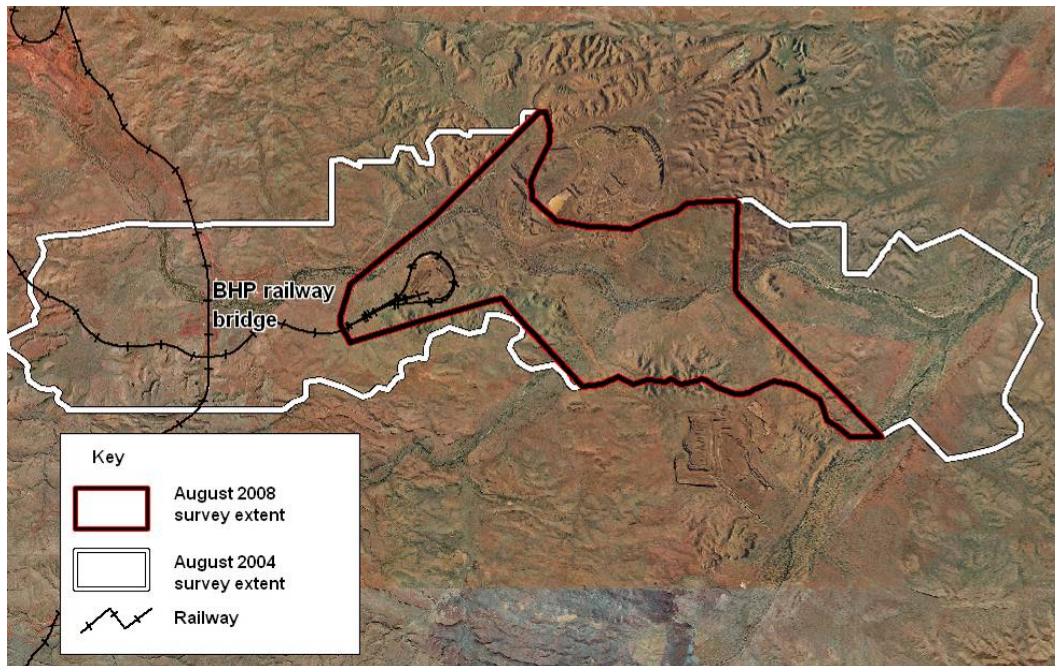 BHP railway
bridge
Key
August 2008
survey extent
August 2004
survey extent
Railway